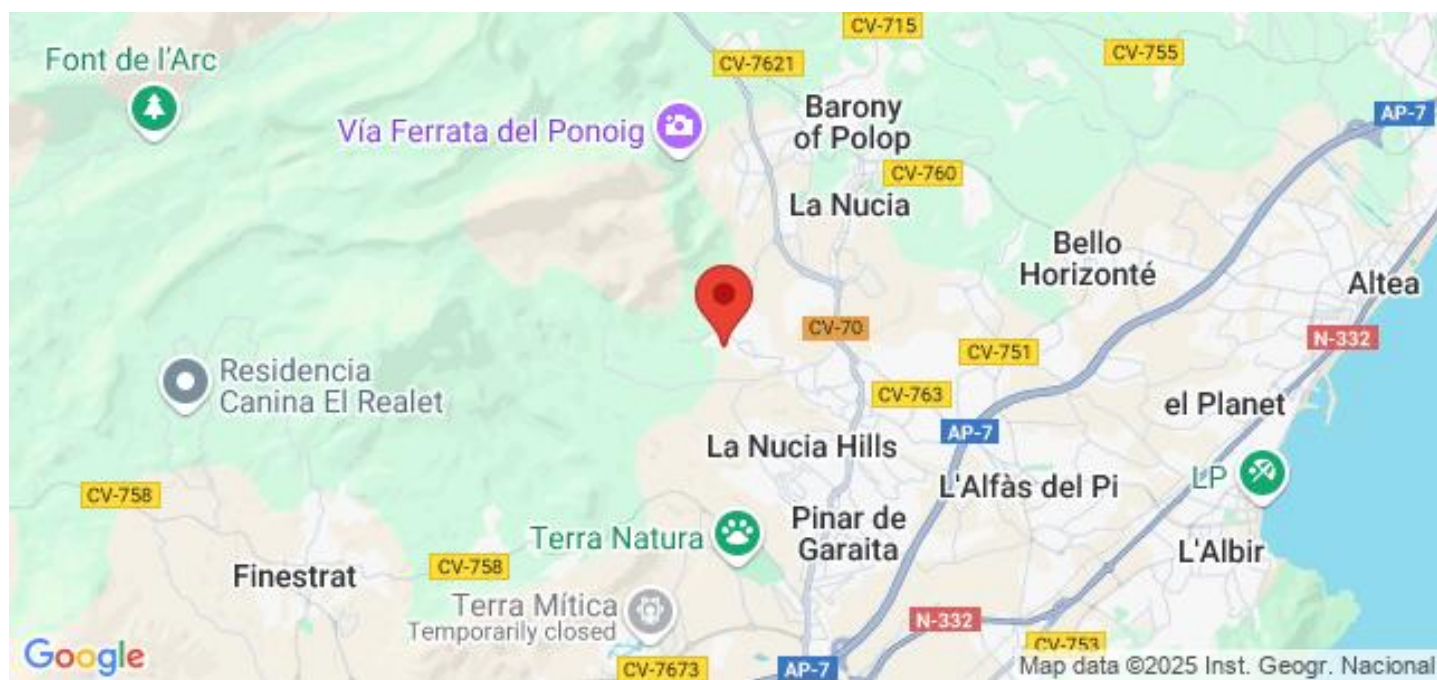 CV-715
Font de l'Arc
CV-7621
CV-755
Barony
of Polop
AP-7
Vía Ferrata del Ponoig
CV-760
La Nucia
Bello
Horizonté
Altea
CV-70
N-332
CV-751
Residencia
Canina El Realet
CV-763
el Planet
AP-7
La Nucia Hills
LP
L'Alfàs del Pi
CV-758
Pinar de
Garaita
Terra Natura
L'Albir
CV-758
Finestrat
Terra Mítica
Temporarily closed
N-332
CV-753
Google
CV-7673
AP-7
Map data ©2025 Inst. Geogr. Nacional